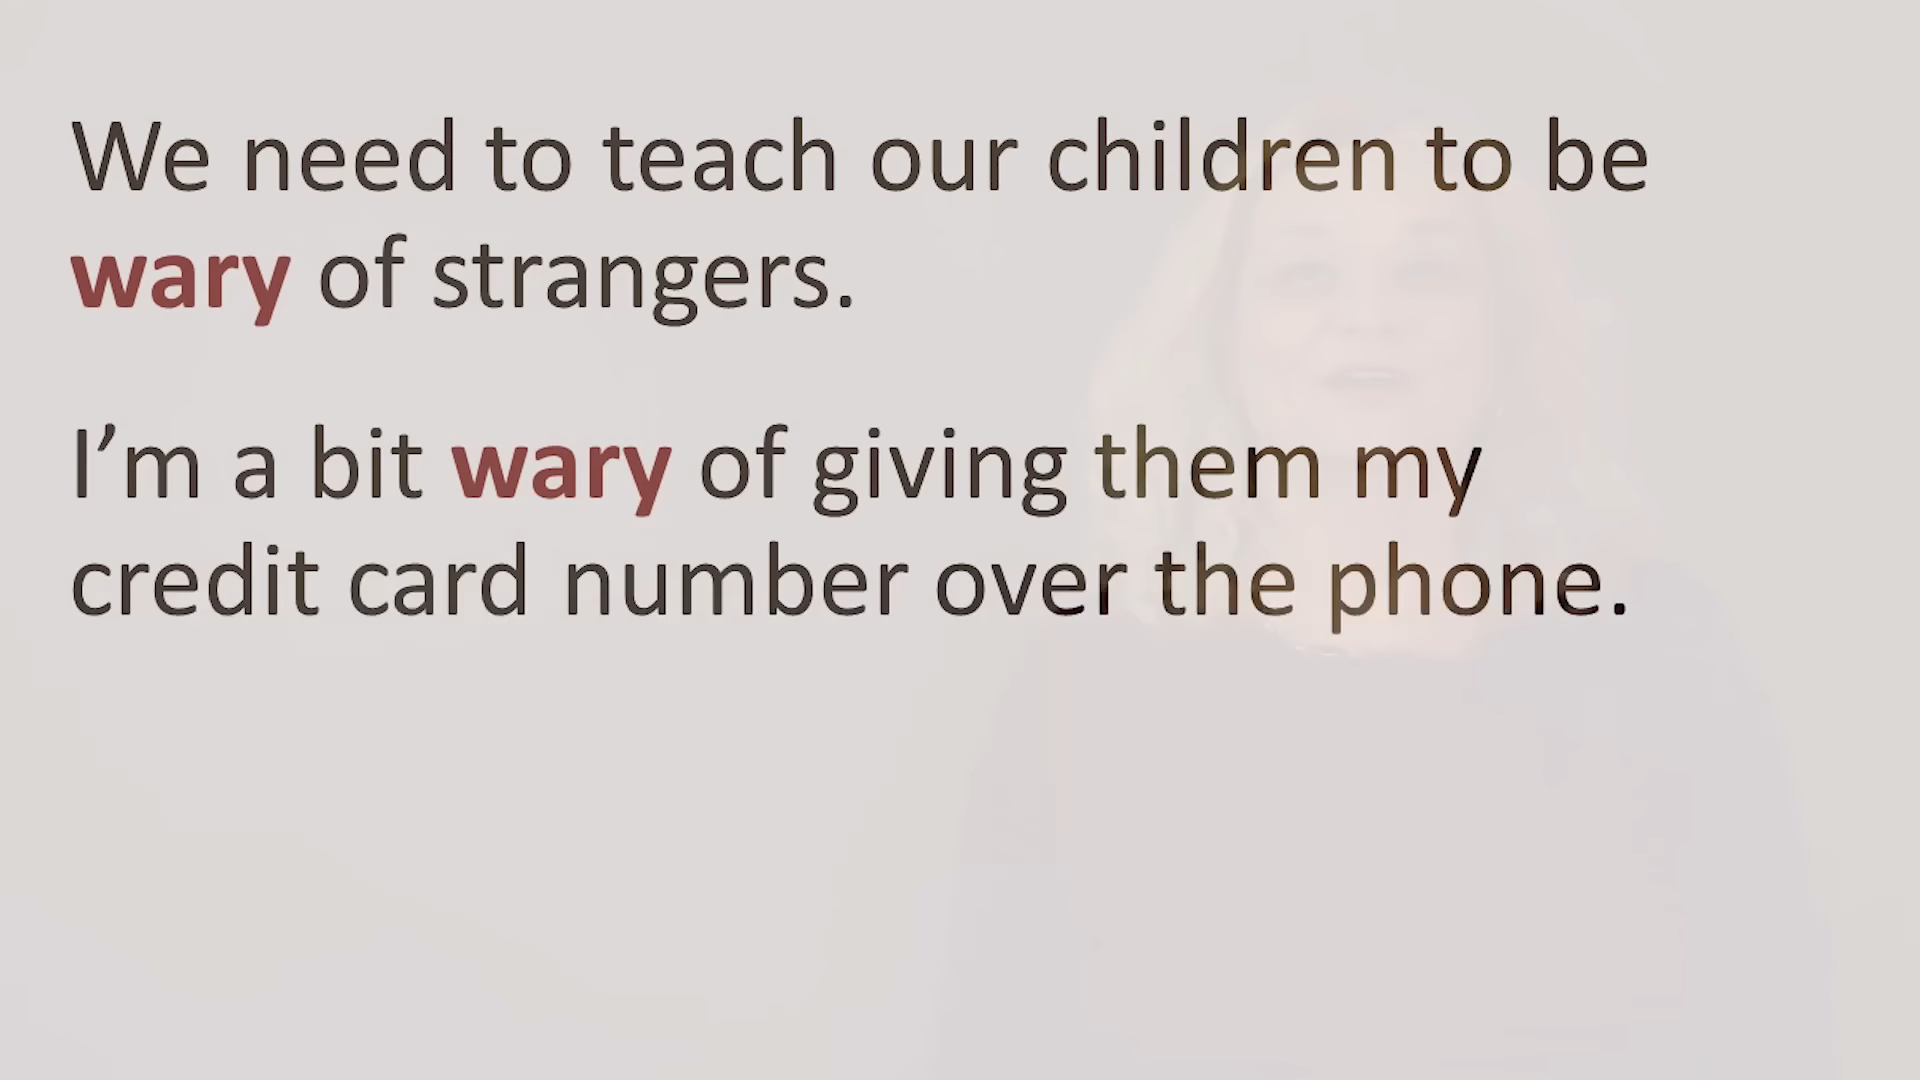 We need to teach our children to be
wary of strangers.
I’m a bit wary of giving them my
credit card number over the phone.